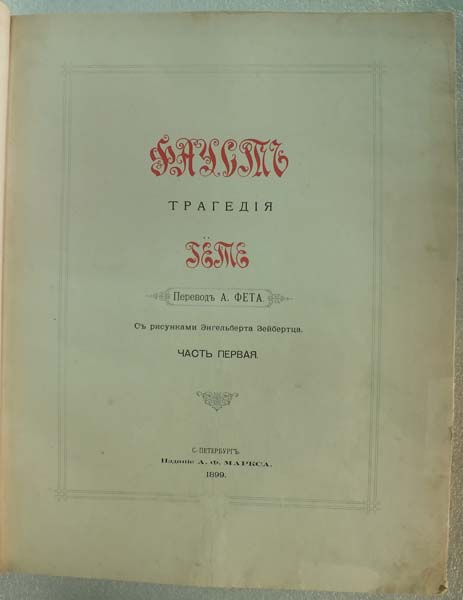 ФАУСТЪ
ТРАГЕДІЯ
ГЁТЕ
Переводъ А. ФЕТА.
Съ рисунками Энгельберта Зейбертца.
ЧАСТЬ ПЕРВАЯ.
С. ПЕТЕРБУРГЪ.
Изданіе А. Ф. МАРКСА.
1899.